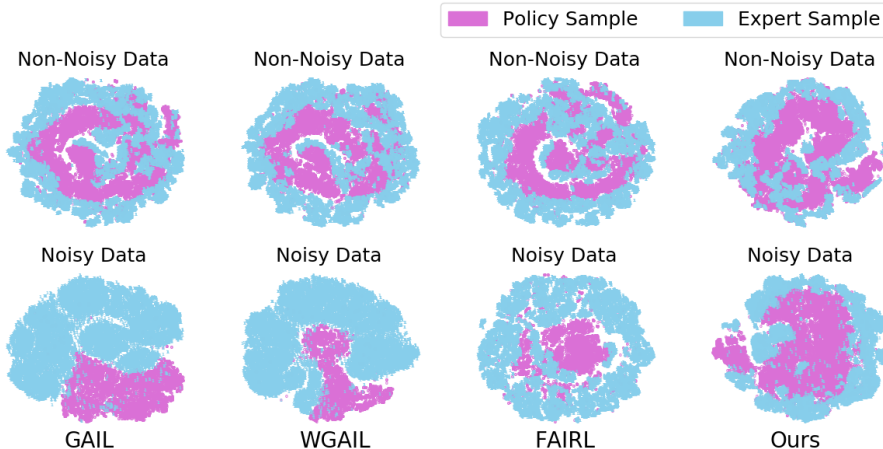 Policy Sample Expert Sample
Non-Noisy Data Non-Noisy Data Non-Noisy Data Non-Noisy Data
Noisy Data Noisy Data Noisy Data Noisy Data
GAIL WGAIL FAIRL Ours